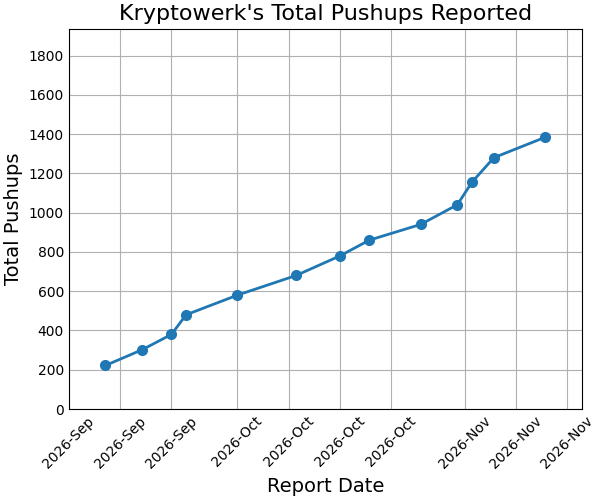 Kryptowerk's Total Pushups Reported
Total Pushups
1800
1600
1400
1200
1000
800
600
400
200
0
2026-Sep 2026-Sep 2026-Sep 2026-Oct 2026-Oct 2026-Oct 2026-Oct 2026-Nov 2026-Nov 2026-Nov
Report Date